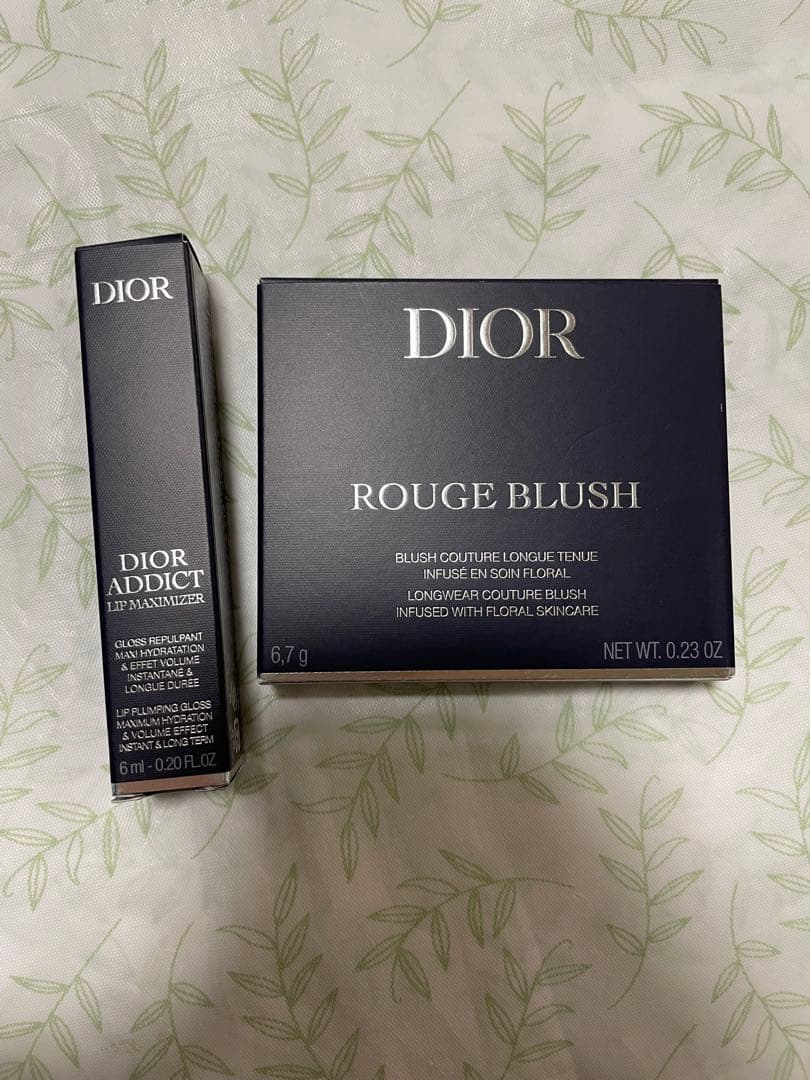 DIOR
DIOR
ADDICT
LIP MAXIMIZER
GLOSS REPULPANT
MAXI HYDRATATION
& EFFET VOLUME
INSTANTANÉ &
LONGUE DURÉE
LIP PLUMPING GLOSS
MAXIMUM HYDRATION
& VOLUME EFFECT
INSTANT & LONG TERM
6 ml - 0.20 FL.OZ
DIOR
ROUGE BLUSH
BLUSH COUTURE LONGUE TENUE
INFUSÉ EN SOIN FLORAL
LONGWEAR COUTURE BLUSH
INFUSED WITH FLORAL SKINCARE
6,7 g
NET WT. 0.23 OZ